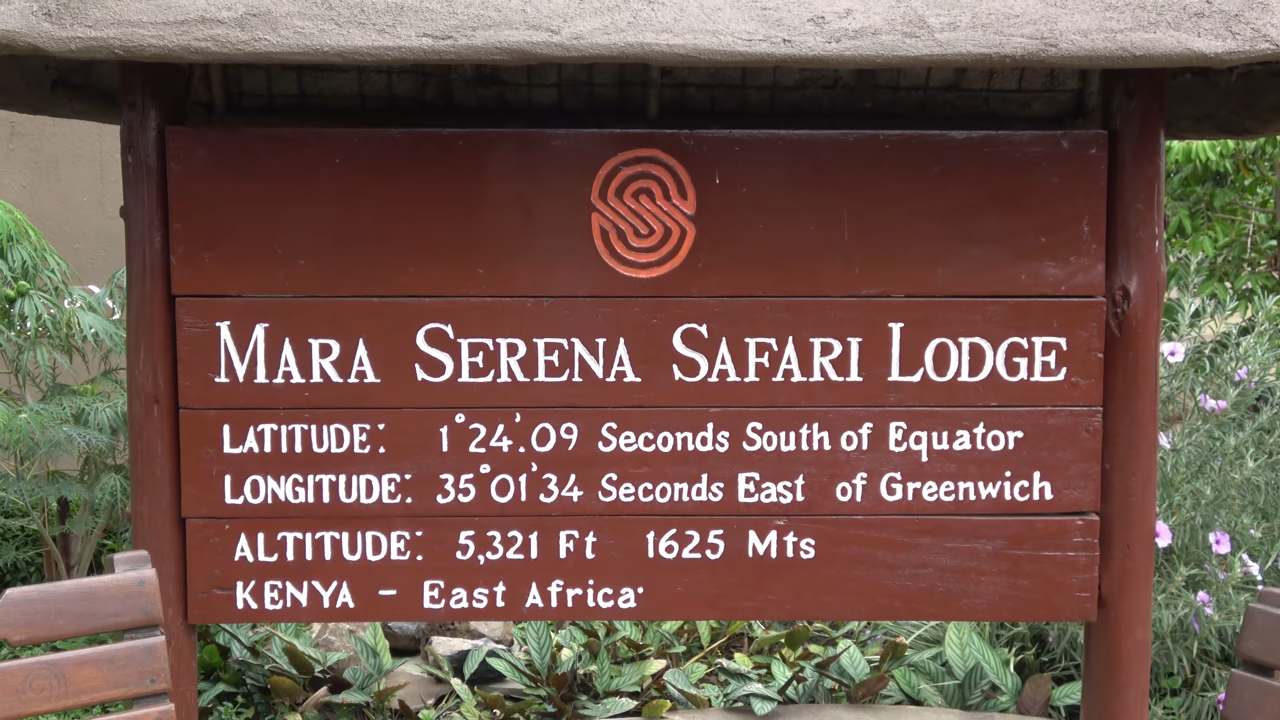 MARA SERENA SAFARI LODGE
LATITUDE: 1°24'.09 Seconds South of Equator
LONGITUDE: 35°01'34 Seconds East of Greenwich
ALTITUDE: 5,321 Ft 1625 Mts
KENYA - East Africa.